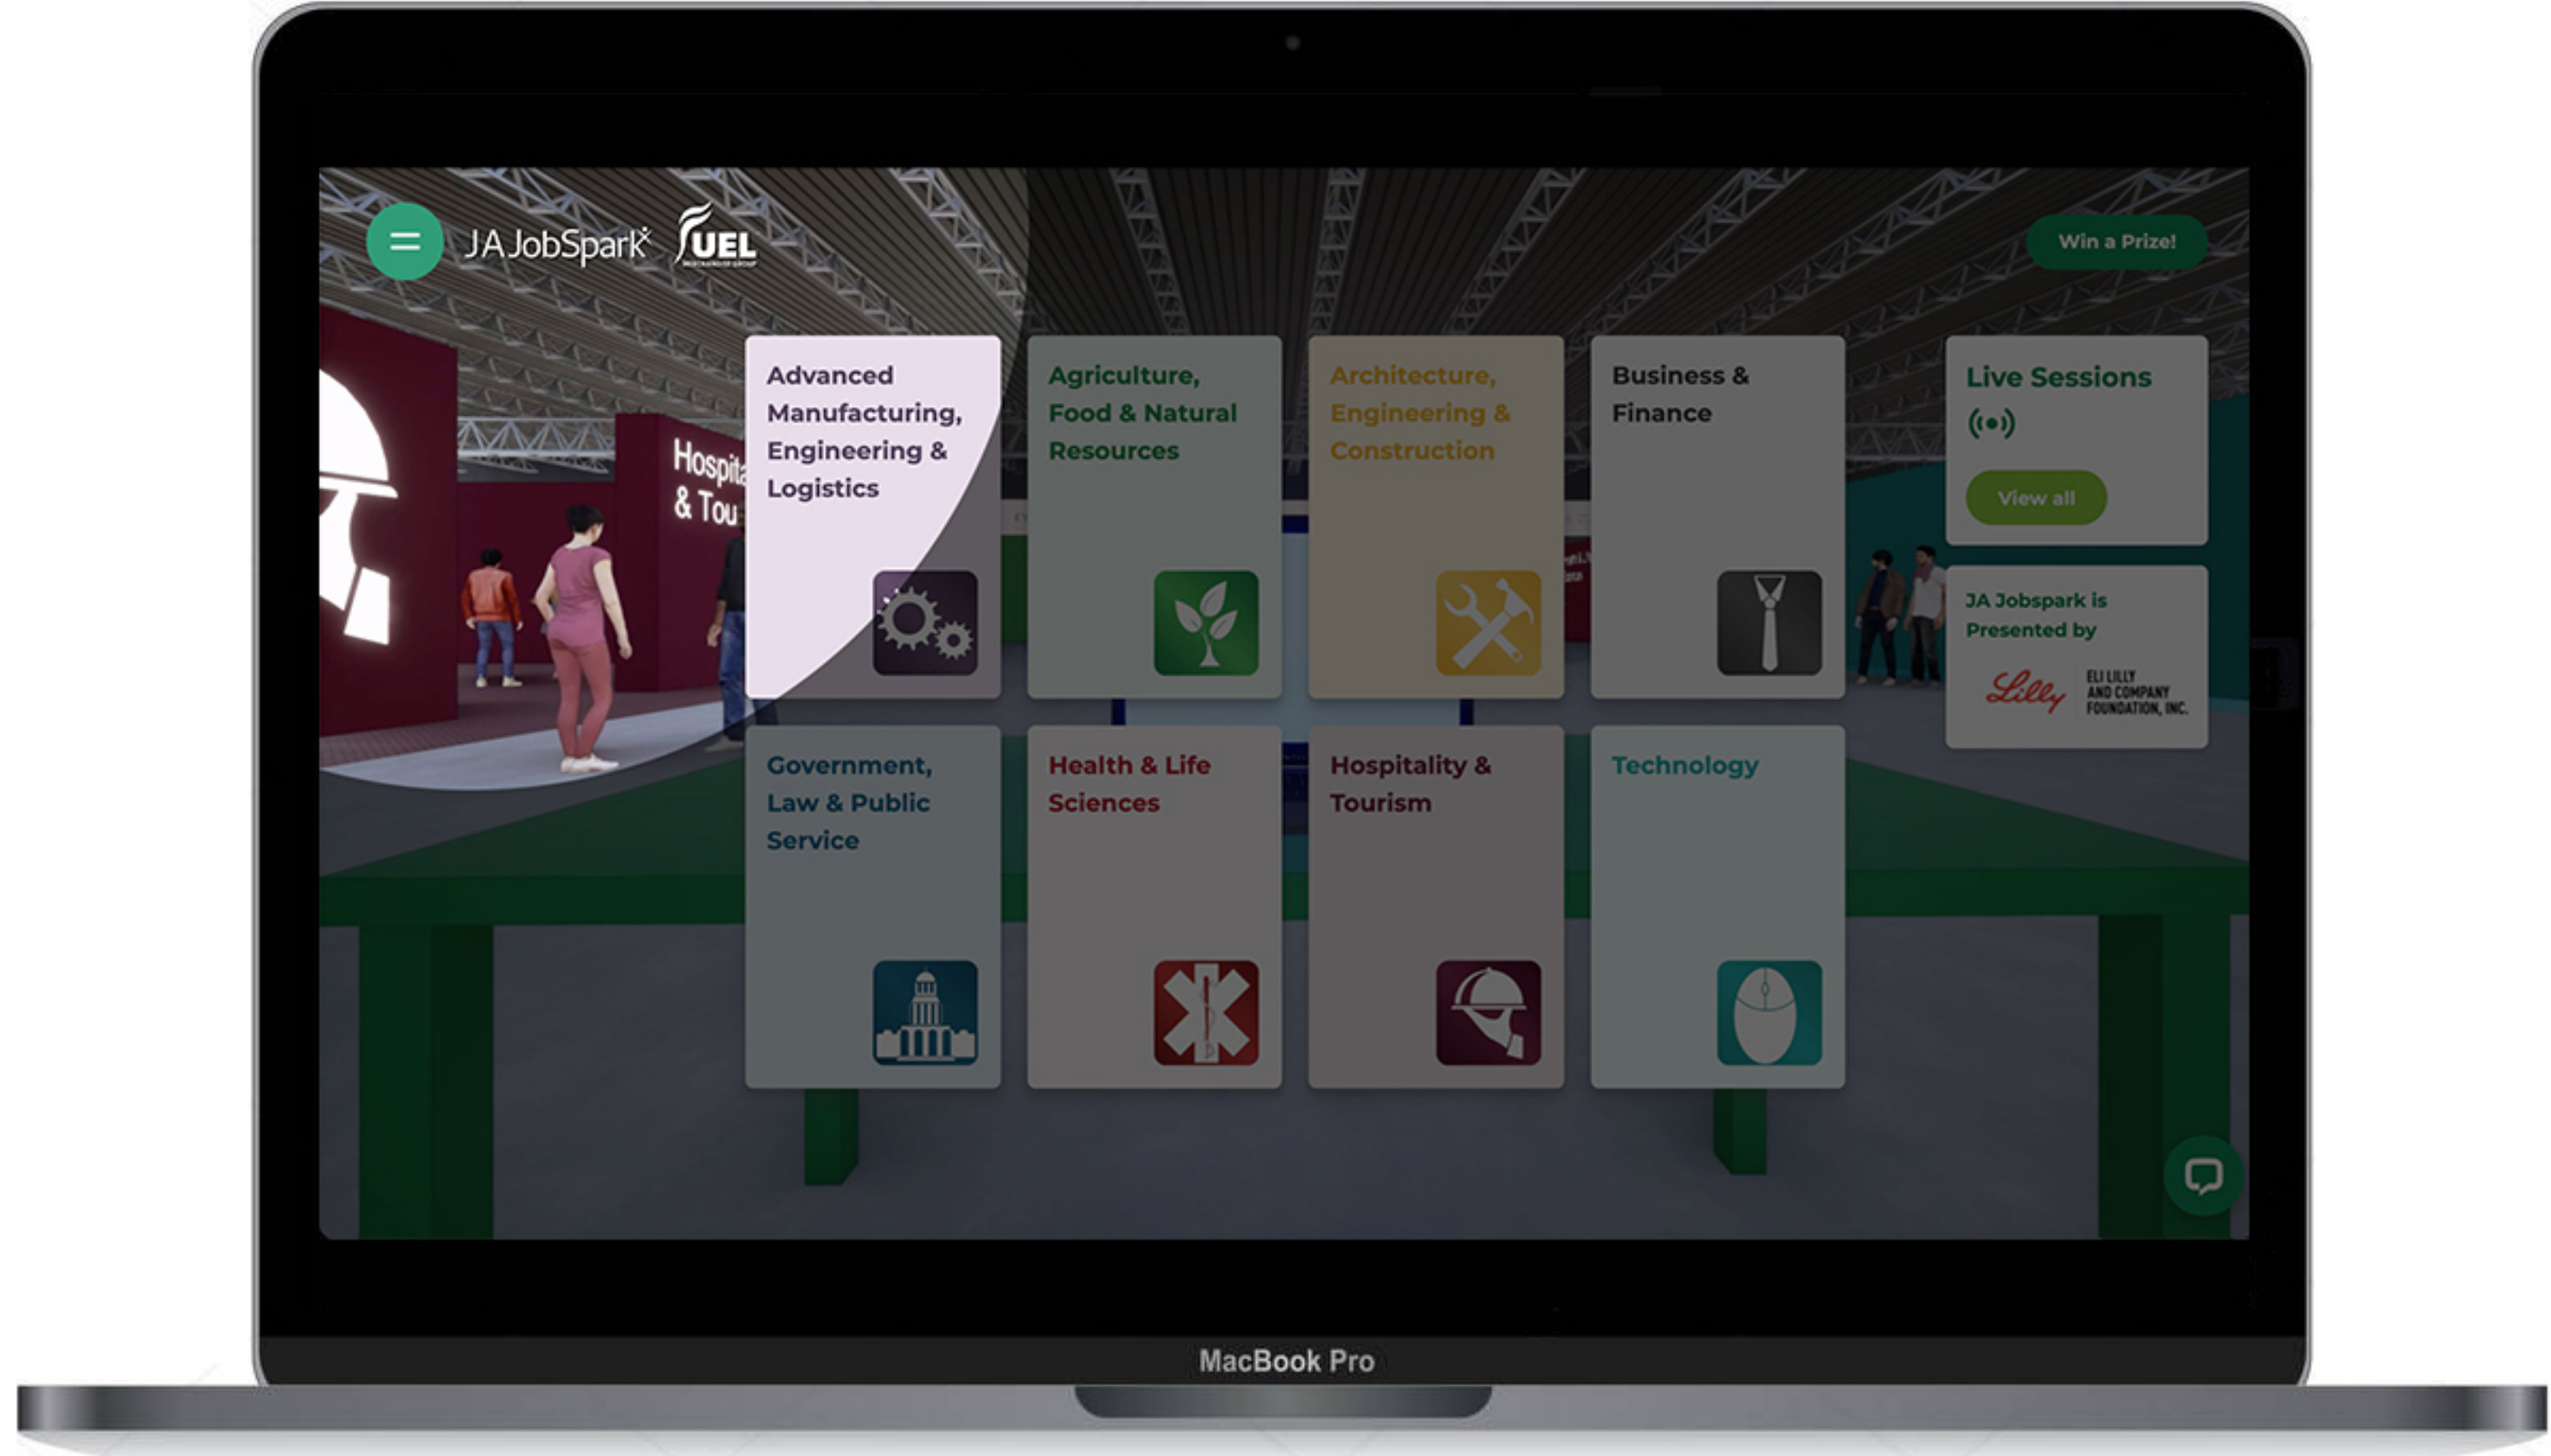 JA JobSpark
FUEL
Win a Prize!
Hospita
& Tou
Advanced
Manufacturing,
Engineering &
Logistics
Agriculture,
Food & Natural
Resources
Architecture,
Engineering &
Construction
Business &
Finance
Live Sessions
View all
JA Jobspark is
Presented by
Lilly
ELI LILLY
AND COMPANY
FOUNDATION, INC.
Government,
Law & Public
Service
Health & Life
Sciences
Hospitality &
Tourism
Technology
MacBook Pro